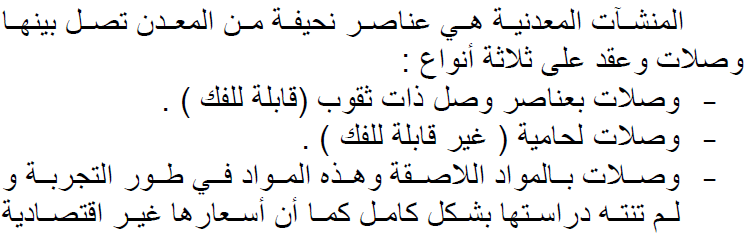 المنشآت المعدنية هي عناصر نحيفة من المعدن تصل بينها
وصلات وعقد على ثلاثة أنواع :
- وصلات بعناصر وصل ذات ثقوب (قابلة للفك ) .
- وصلات لحامية ( غير قابلة للفك ) .
- وصلات بالمواد اللاصقة وهذه المواد في طور التجربة و
لم تنته دراستها بشكل كامل كما أن أسعارها غير اقتصادية